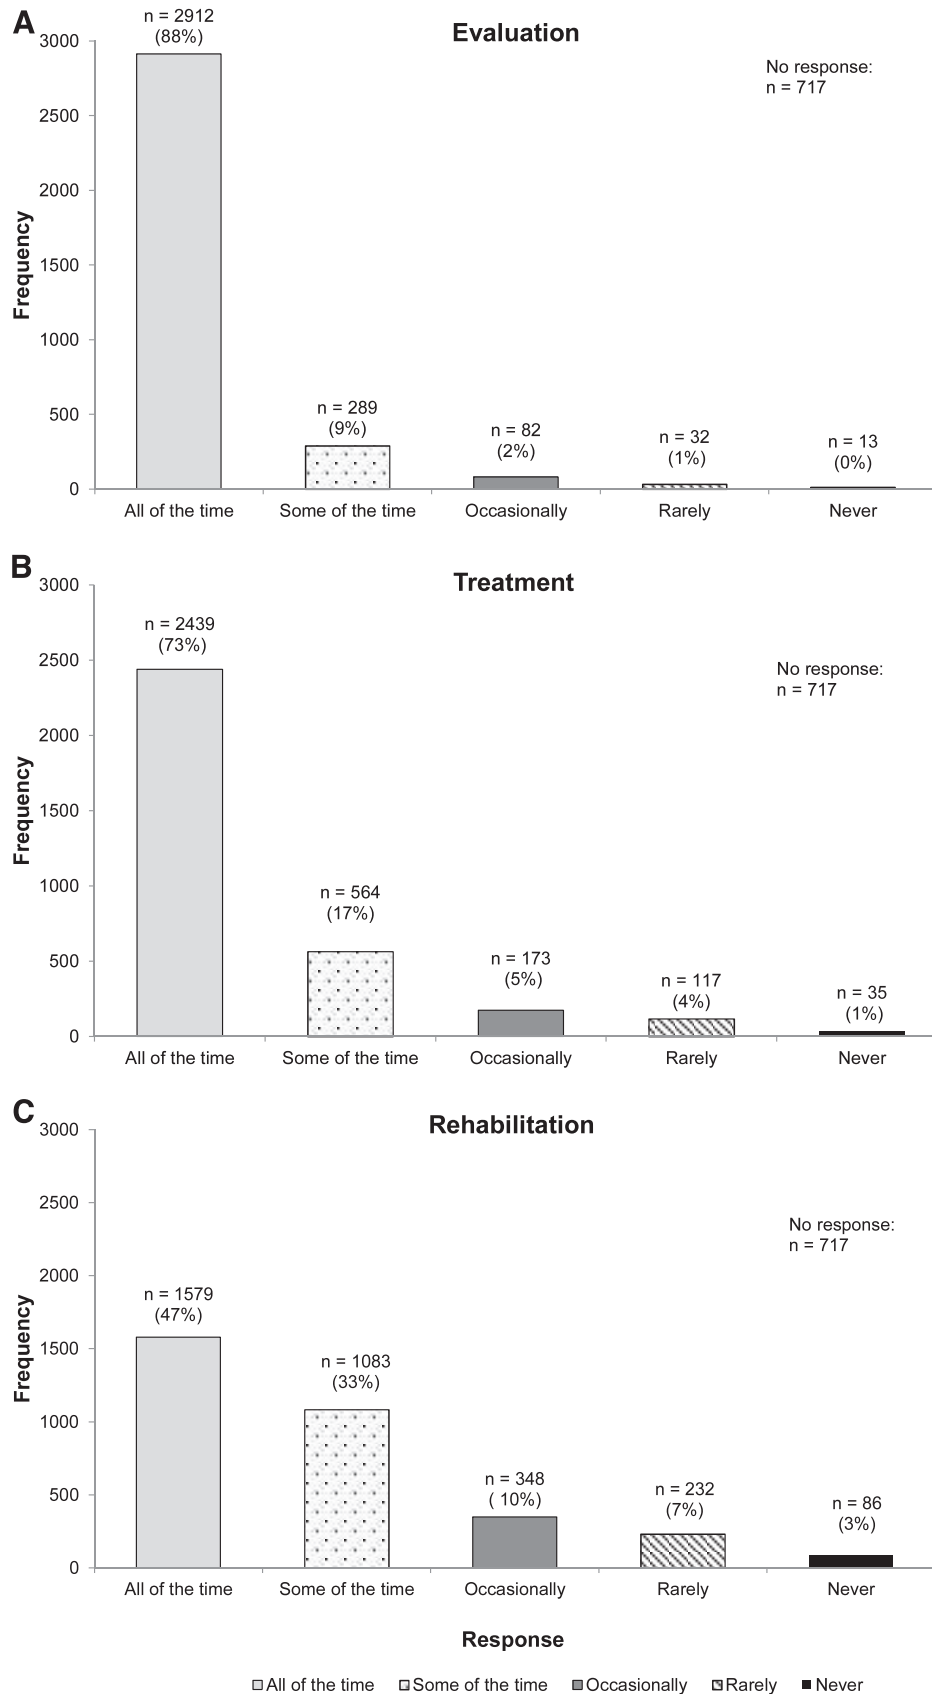 A
Evaluation
n = 2912
(88%)
No response:
n = 717
3000
2500
2000
1500
1000
500
0
Frequency
n = 289
(9%)
n = 82
(2%)
n = 32
(1%)
n = 13
(0%)
All of the time Some of the time Occasionally Rarely Never
B
Treatment
n = 2439
(73%)
No response:
n = 717
3000
2500
2000
1500
1000
500
0
Frequency
n = 564
(17%)
n = 173
(5%)
n = 117
(4%)
n = 35
(1%)
All of the time Some of the time Occasionally Rarely Never
C
Rehabilitation
No response:
n = 717
3000
2500
2000
1500
1000
500
0
Frequency
n = 1579
(47%)
n = 1083
(33%)
n = 348
( 10%)
n = 232
(7%)
n = 86
(3%)
All of the time Some of the time Occasionally Rarely Never
Response
All of the time Some of the time Occasionally Rarely Never